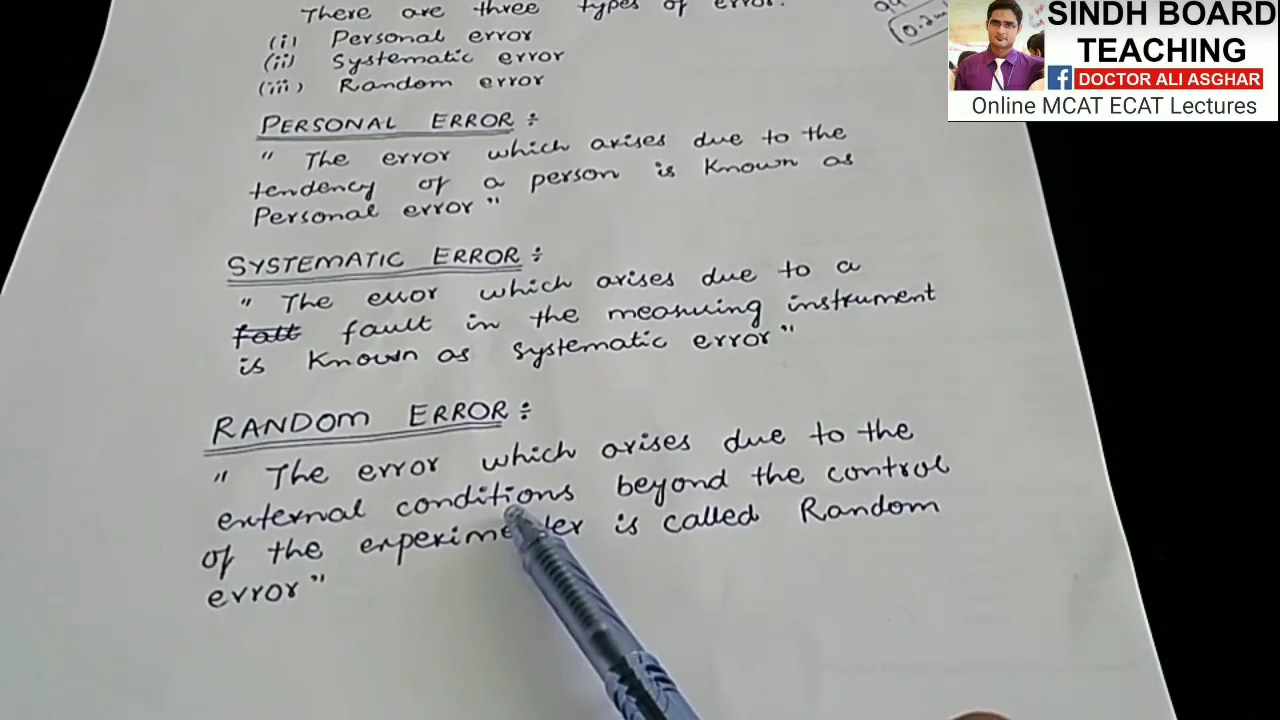 There are three types of error.
(i) Personal error
(ii) Systematic error
(iii) Random error
PERSONAL ERROR :
" The error which arises due to the
tendency of a person is known as
Personal error "
SYSTEMATIC ERROR :
" The error which arises due to a
fault in the measuring instrument
is known as systematic error "
RANDOM ERROR :
" The error which arises due to the
external conditions beyond the control
of the experimenter is called Random
error "
SINDH BOARD
TEACHING
DOCTOR ALI ASGHAR
Online MCAT ECAT Lectures